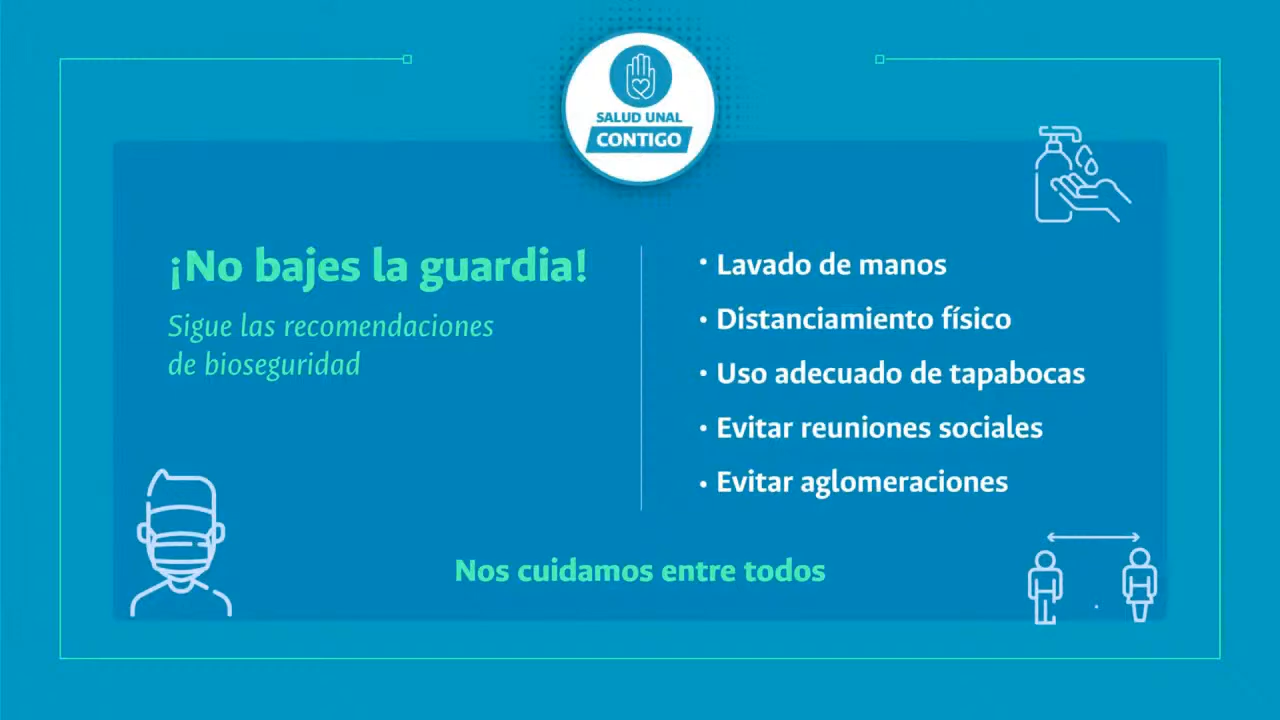 SALUD UNAL
CONTIGO
¡No bajes la guardia!
Sigue las recomendaciones
de bioseguridad
• Lavado de manos
• Distanciamiento físico
• Uso adecuado de tapabocas
• Evitar reuniones sociales
• Evitar aglomeraciones
Nos cuidamos entre todos